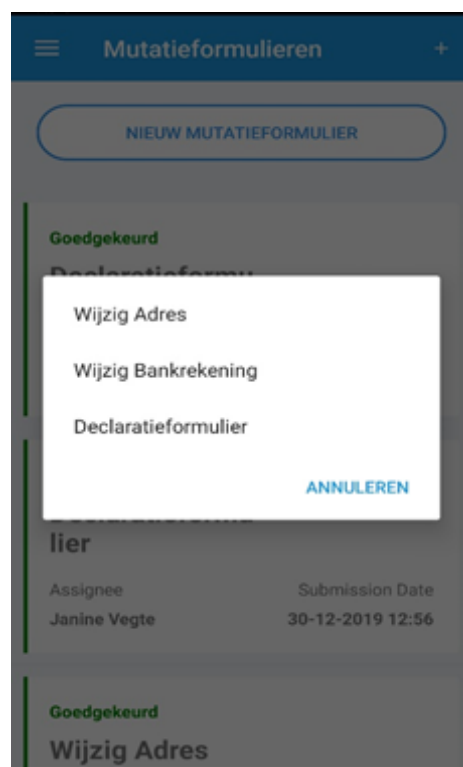 Mutatieformulieren +
NIEUW MUTATIEFORMULIER
Goedgekeurd
Wijzig Adres
Wijzig Bankrekening
Declaratieformulier
ANNULEREN
lier
Assignee Submission Date
Janine Vegte 30-12-2019 12:56
Goedgekeurd
Wijzig Adres